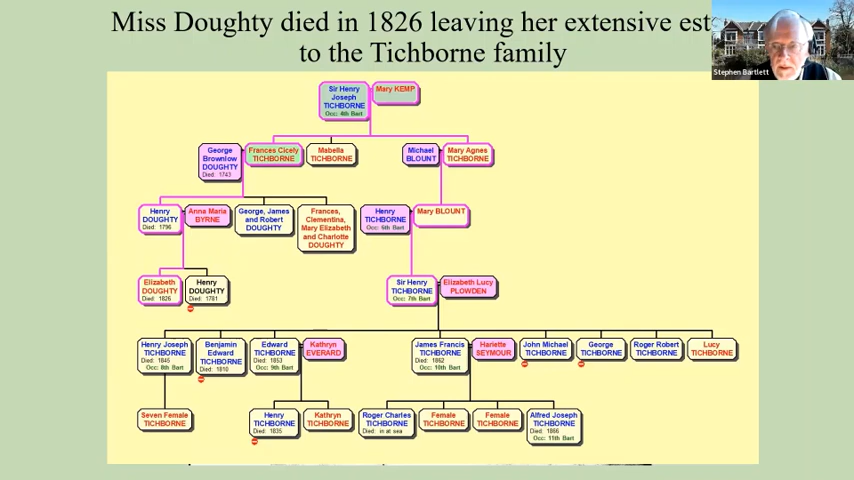 Miss Doughty died in 1826 leaving her extensive
to the Tichborne family
Stephen Bartlett
Sir Henry
Joseph
TICHBORNE
Occ: 4th Bart
Mary KEMP
George
Brownlow
DOUGHTY
Died: 1743
Frances Cicely
TICHBORNE
Mabella
TICHBORNE
Michael
BLOUNT
Mary Agnes
TICHBORNE
Henry
DOUGHTY
Died: 1796
Anna Maria
BYRNE
George, James
and Robert
DOUGHTY
Frances,
Clementina,
Mary Elizabeth
and Charlotte
DOUGHTY
Henry
TICHBORNE
Occ: 6th Bart
Mary BLOUNT
Elizabeth
DOUGHTY
Died: 1826
Henry
DOUGHTY
Died: 1781
Sir Henry
TICHBORNE
Occ: 7th Bart
Elizabeth Lucy
PLOWDEN
Henry Joseph
TICHBORNE
Died: 1845
Occ: 8th Bart
Benjamin
Edward
TICHBORNE
Died: 1810
Edward
TICHBORNE
Died: 1853
Occ: 9th Bart
Kathryn
EVERARD
James Francis
TICHBORNE
Died: 1862
Occ: 10th Bart
Hariette
SEYMOUR
John Michael
TICHBORNE
George
TICHBORNE
Roger Robert
TICHBORNE
Lucy
TICHBORNE
Seven Female
TICHBORNE
Henry
TICHBORNE
Died: 1835
Kathryn
TICHBORNE
Roger Charles
TICHBORNE
Died: in at sea
Female
TICHBORNE
Female
TICHBORNE
Alfred Joseph
TICHBORNE
Died: 1866
Occ: 11th Bart